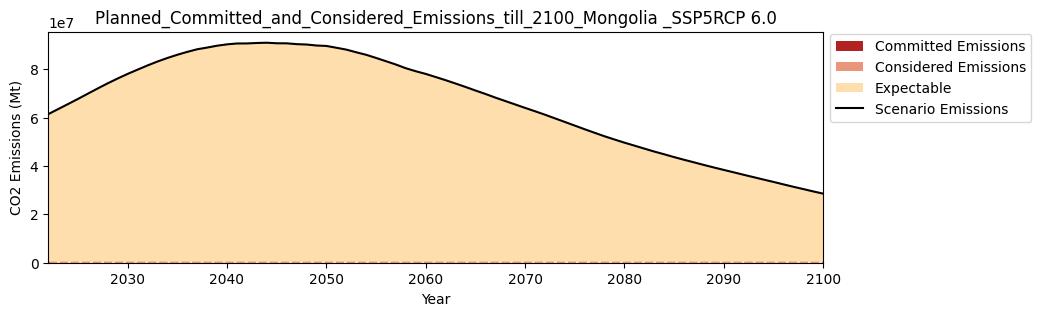 Planned_Committed_and_Considered_Emissions_till_2100_Mongolia _SSP5RCP 6.0
1e7
8
6
4
2
0
CO2 Emissions (Mt)
2030 2040 2050 2060 2070 2080 2090 2100
Year
Committed Emissions
Considered Emissions
Expectable
Scenario Emissions